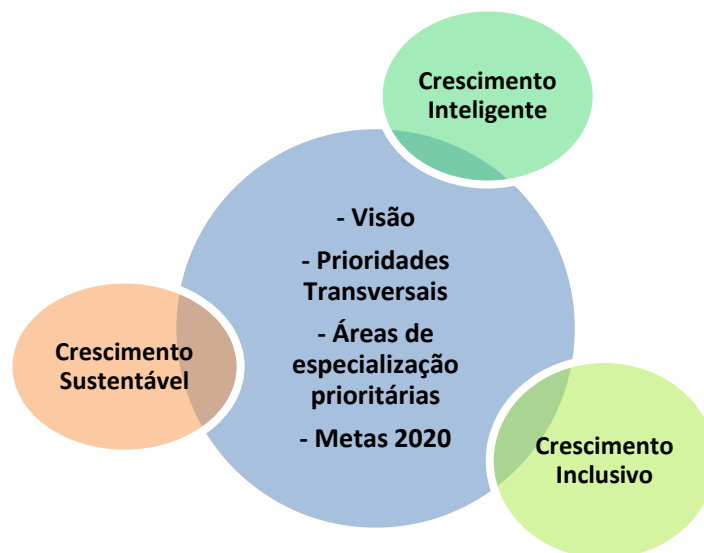 Crescimento
Inteligente
- Visão
- Prioridades
Transversais
- Áreas de
especialização
prioritárias
- Metas 2020
Crescimento
Sustentável
Crescimento
Inclusivo